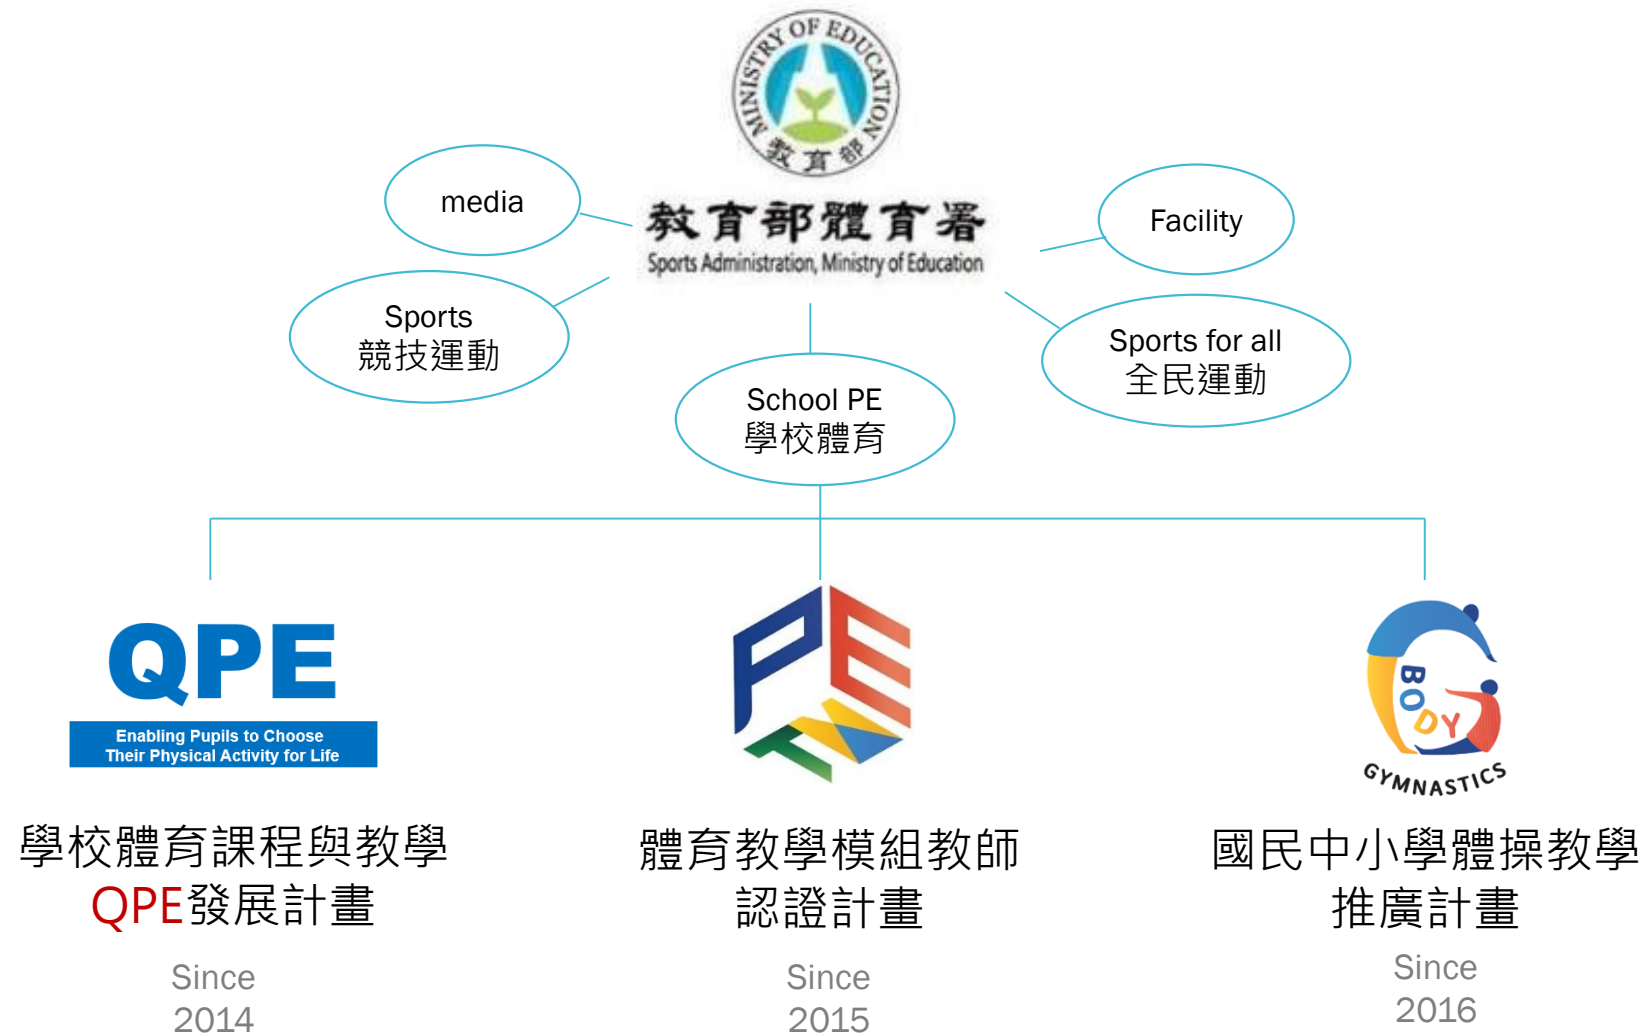 MINISTRY OF EDUCATION
教育部
教育部體育署
Sports Administration, Ministry of Education
media
Facility
Sports
競技運動
Sports for all
全民運動
School PE
學校體育
QPE
Enabling Pupils to Choose
Their Physical Activity for Life
PE
TM
BODY
GYMNASTICS
學校體育課程與教學
QPE發展計畫
Since
2014
體育教學模組教師
認證計畫
Since
2015
國民中小學體操教學
推廣計畫
Since
2016